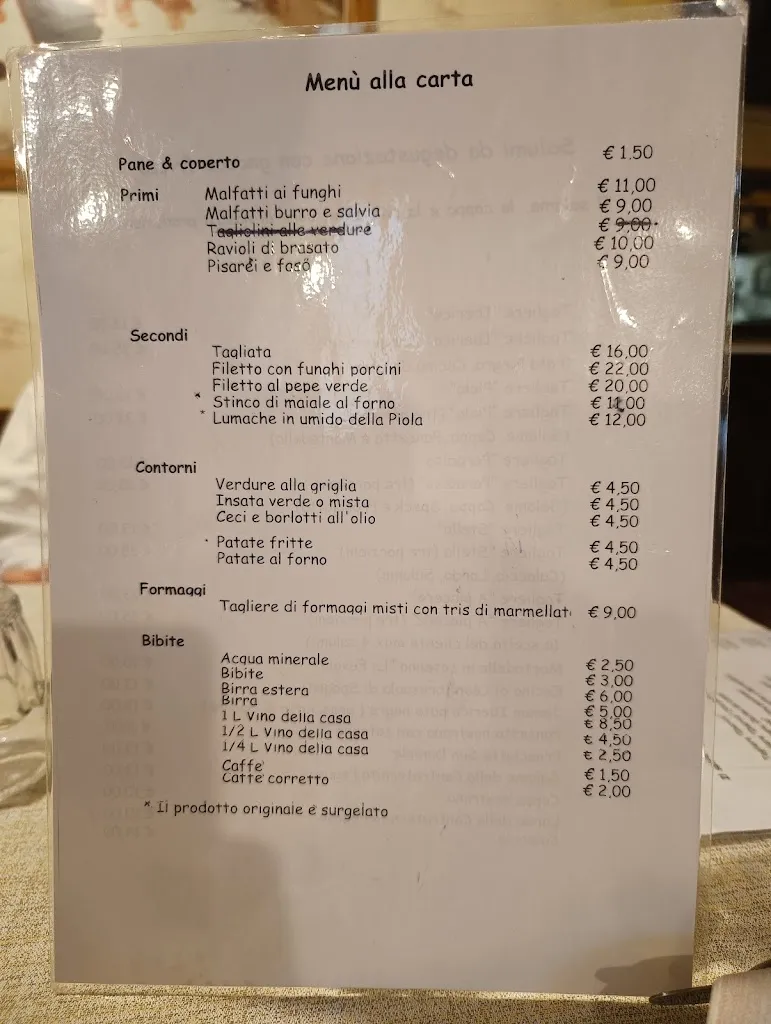 Menù alla carta
Pane & coperto € 1,50
Primi Malfatti ai funghi € 11,00
Malfatti burro e salvia € 9,00
Tagliolini alle verdure € 9,00
Ravioli di brasato € 10,00
Pisarei e fasö € 9,00
Secondi
Tagliata € 16,00
Filetto con funghi porcini € 22,00
Filetto al pepe verde € 20,00
* Stinco di maiale al forno € 11,00
* Lumache in umido della Piola € 12,00
Contorni
Verdure alla griglia € 4,50
Insata verde o mista € 4,50
Ceci e borlotti all'olio € 4,50
* Patate fritte € 4,50
Patate al forno € 4,50
Formaggi
Tagliere di formaggi misti con tris di marmellat € 9,00
Bibite
Acqua minerale € 2,50
Bibite € 3,00
Birra estera € 6,00
Birra € 5,00
1 L Vino della casa € 8,50
1/2 L Vino della casa € 4,50
1/4 L Vino della casa € 2,50
Caffe' € 1,50
Caffe' corretto € 2,00
* Il prodotto originale è surgelato